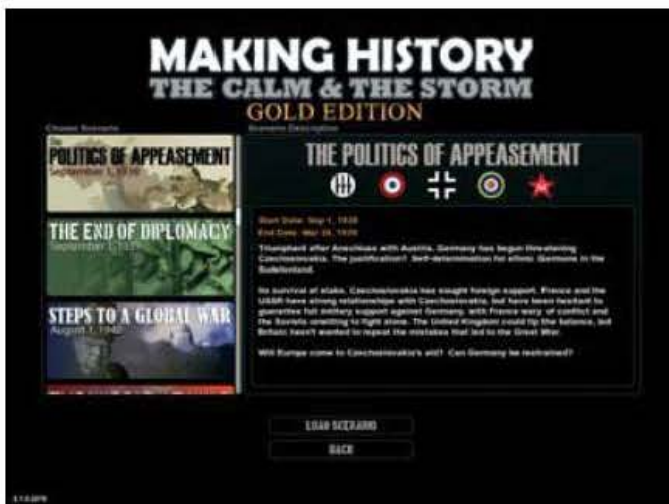 MAKING HISTORY
THE CALM & THE STORM
GOLD EDITION
Choose Scenario
Scenario Description
The
POLITICS OF APPEASEMENT
September 1, 1938
THE END OF DIPLOMACY
September 1, 1939
STEPS TO A GLOBAL WAR
August 1, 1940
THE POLITICS OF APPEASEMENT
Start Date: Sep 1, 1938
End Date: Mar 26, 1939
Triumphant after Anschluss with Austria, Germany has begun threatening
Czechoslovakia. The justification? Self-determination for ethnic Germans in the
Sudetenland.
Its survival at stake, Czechoslovakia has sought foreign support. France and the
USSR have strong relationships with Czechoslovakia, but have been hesitant to
guarantee full military support against Germany, with France wary of conflict and
the Soviets unwilling to fight alone. The United Kingdom could tip the balance, but
Britain hasn't wanted to repeat the mistakes that led to the Great War.
Will Europe come to Czechoslovakia's aid? Can Germany be restrained?
LOAD SCENARIO
BACK